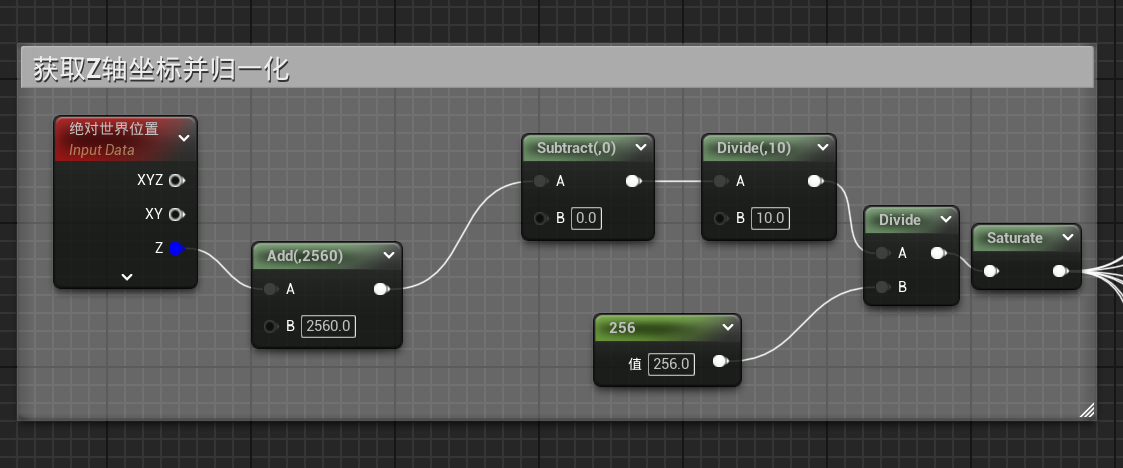 获取Z轴坐标并归一化
绝对世界位置
Input Data
XYZ
XY
Z
Add(,2560)
A
B 2560.0
Subtract(,0)
A
B 0.0
Divide(,10)
A
B 10.0
256
值 256.0
Divide
A
B
Saturate